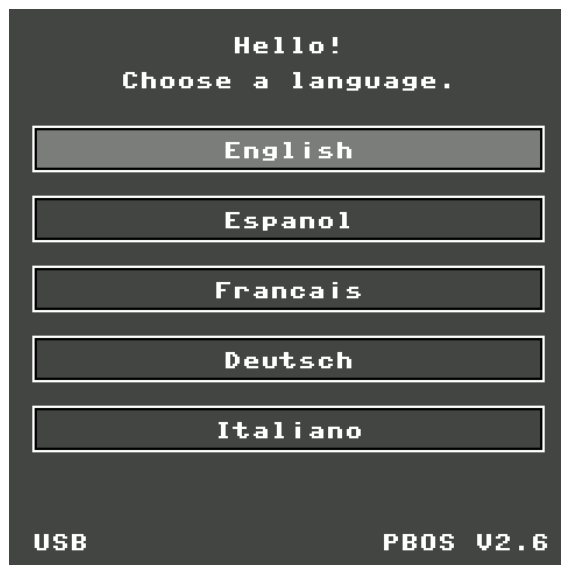 Hello!
Choose a language.
English
Espanol
Francais
Deutsch
Italiano
USB PBOS V2.6